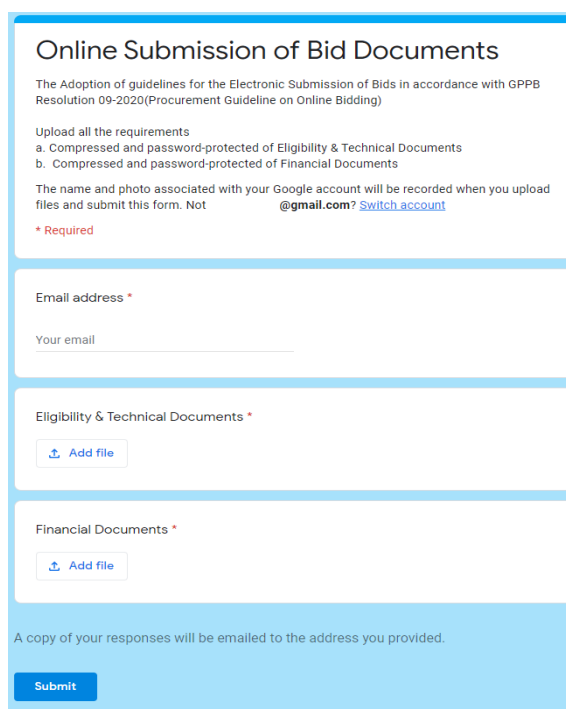 Online Submission of Bid Documents
The Adoption of guidelines for the Electronic Submission of Bids in accordance with GPPB
Resolution 09-2020(Procurement Guideline on Online Bidding)
Upload all the requirements
a. Compressed and password-protected of Eligibility & Technical Documents
b. Compressed and password-protected of Financial Documents
The name and photo associated with your Google account will be recorded when you upload
files and submit this form. Not @gmail.com? Switch account
* Required
Email address *
Your email
Eligibility & Technical Documents *
Add file
Financial Documents *
Add file
A copy of your responses will be emailed to the address you provided.
Submit